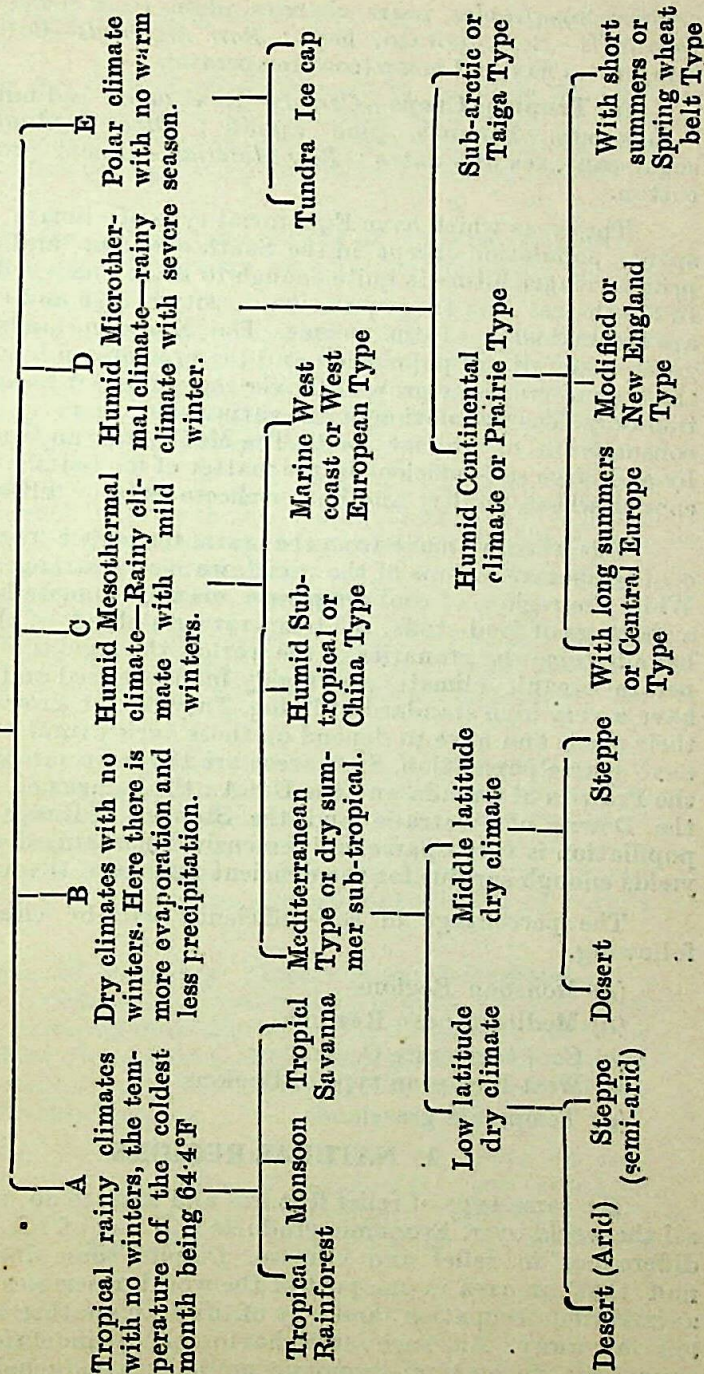 A
Tropical rainy climates
with no winters, the tem-
perature of the coldest
month being 64·4°F
B
Dry climates with no
winters. Here there is
more evaporation and
less precipitation.
C
Humid Mesothermal
climate—Rainy cli-
mate with mild
winters.
D
Humid Microther-
mal climate—rainy
climate with severe
winter.
E
Polar climate
with no warm
season.
Tropical
Rainforest
Monsoon
Tropicl
Savanna
Mediterranean
Type or dry sum-
mer sub-tropical.
Humid Sub-
tropical or
China Type
Marine West
coast or West
European Type
Tundra
Ice cap
Low latitude
dry climate
Middle latitude
dry climate
Humid Continental
climate or Prairie Type
Sub-arctic or
Taiga Type
Desert (Arid)
Steppe
(semi-arid)
Desert
Steppe
With long summers
or Central Europe
Type
Modified or
New England
Type
With short
summers or
Spring wheat
belt Type